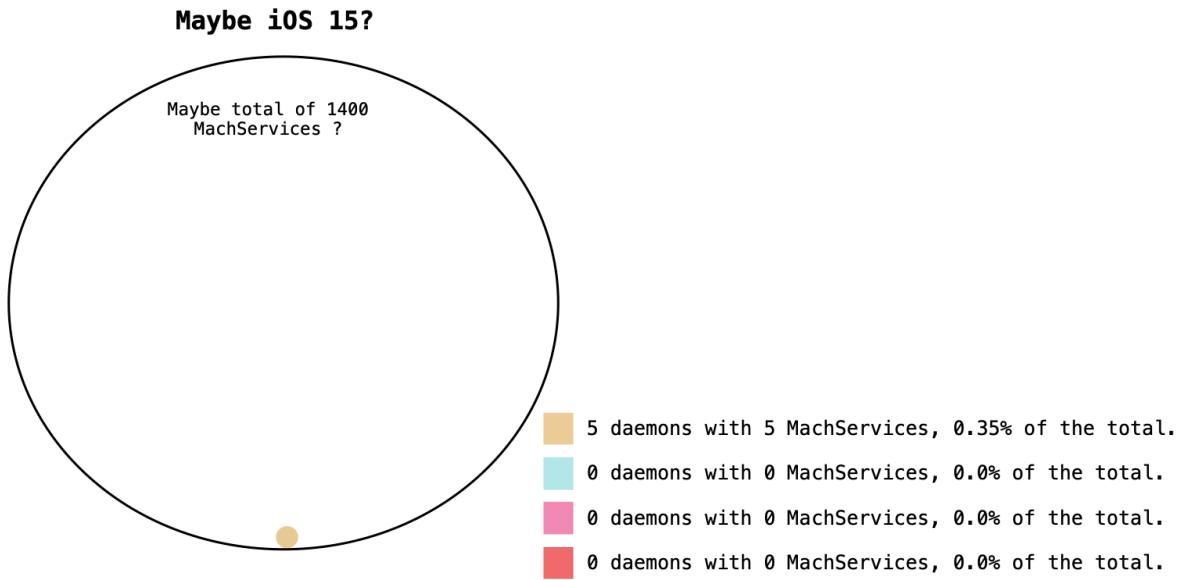 Maybe iOS 15?
Maybe total of 1400
MachServices ?
5 daemons with 5 MachServices, 0.35% of the total.
0 daemons with 0 MachServices, 0.0% of the total.
0 daemons with 0 MachServices, 0.0% of the total.
0 daemons with 0 MachServices, 0.0% of the total.